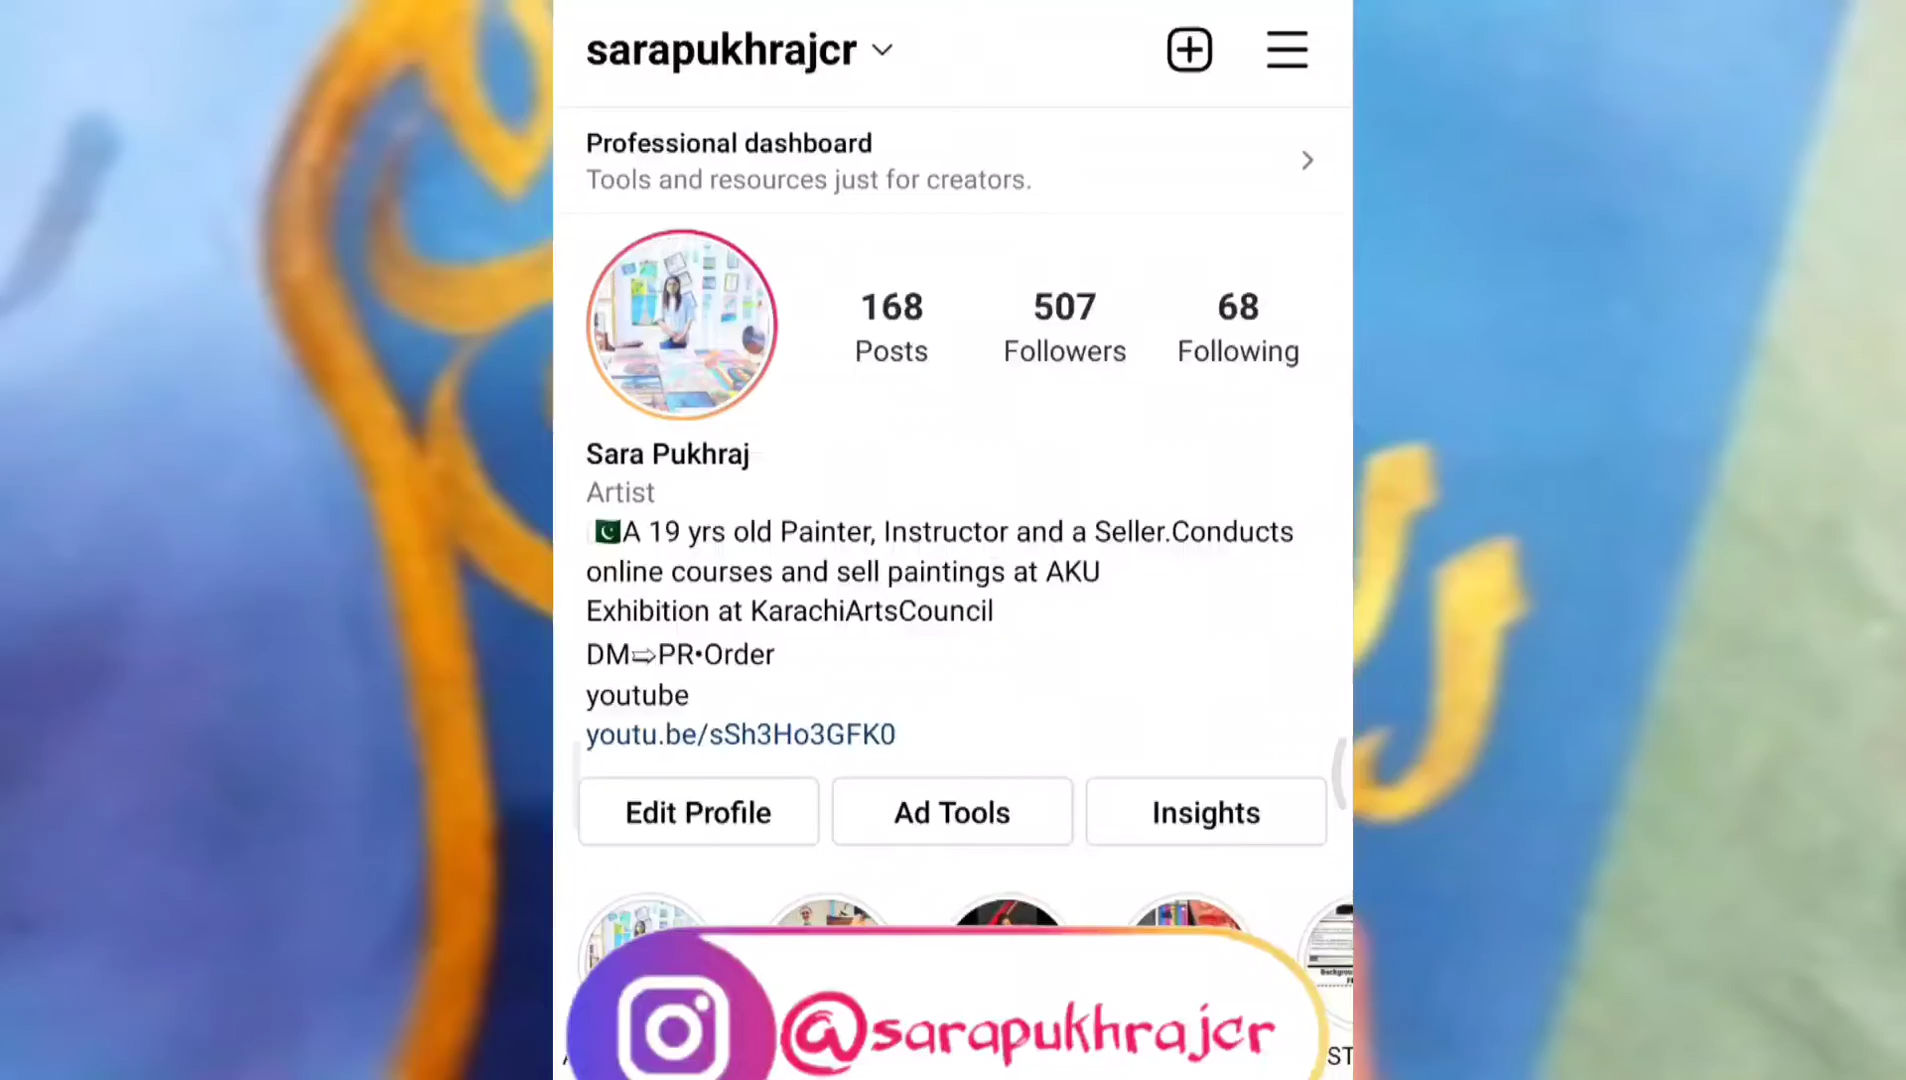 sarapukhrajcr
Professional dashboard
Tools and resources just for creators.
168 507 68
Posts Followers Following
Sara Pukhraj
Artist
🇵🇰A 19 yrs old Painter, Instructor and a Seller.Conducts
online courses and sell paintings at AKU
Exhibition at KarachiArtsCouncil
DM⇨PR•Order
youtube
youtu.be/sSh3Ho3GFK0
Edit Profile Ad Tools Insights
@sarapukhrajcr